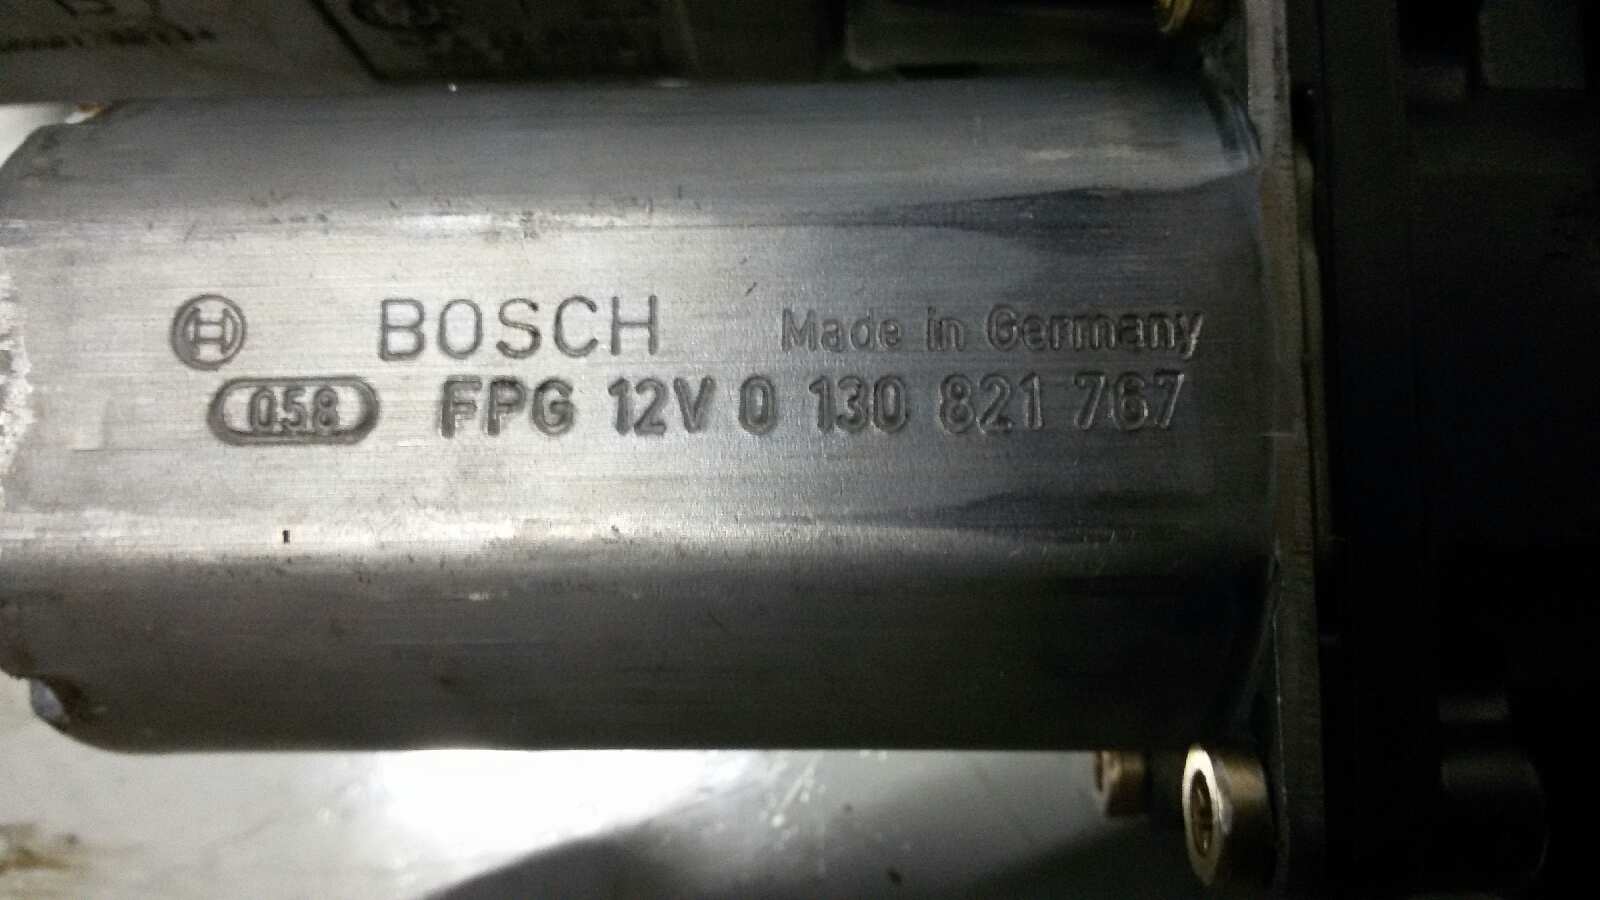 BOSCH Made in Germany
058 FPG 12V 0 130 821 767